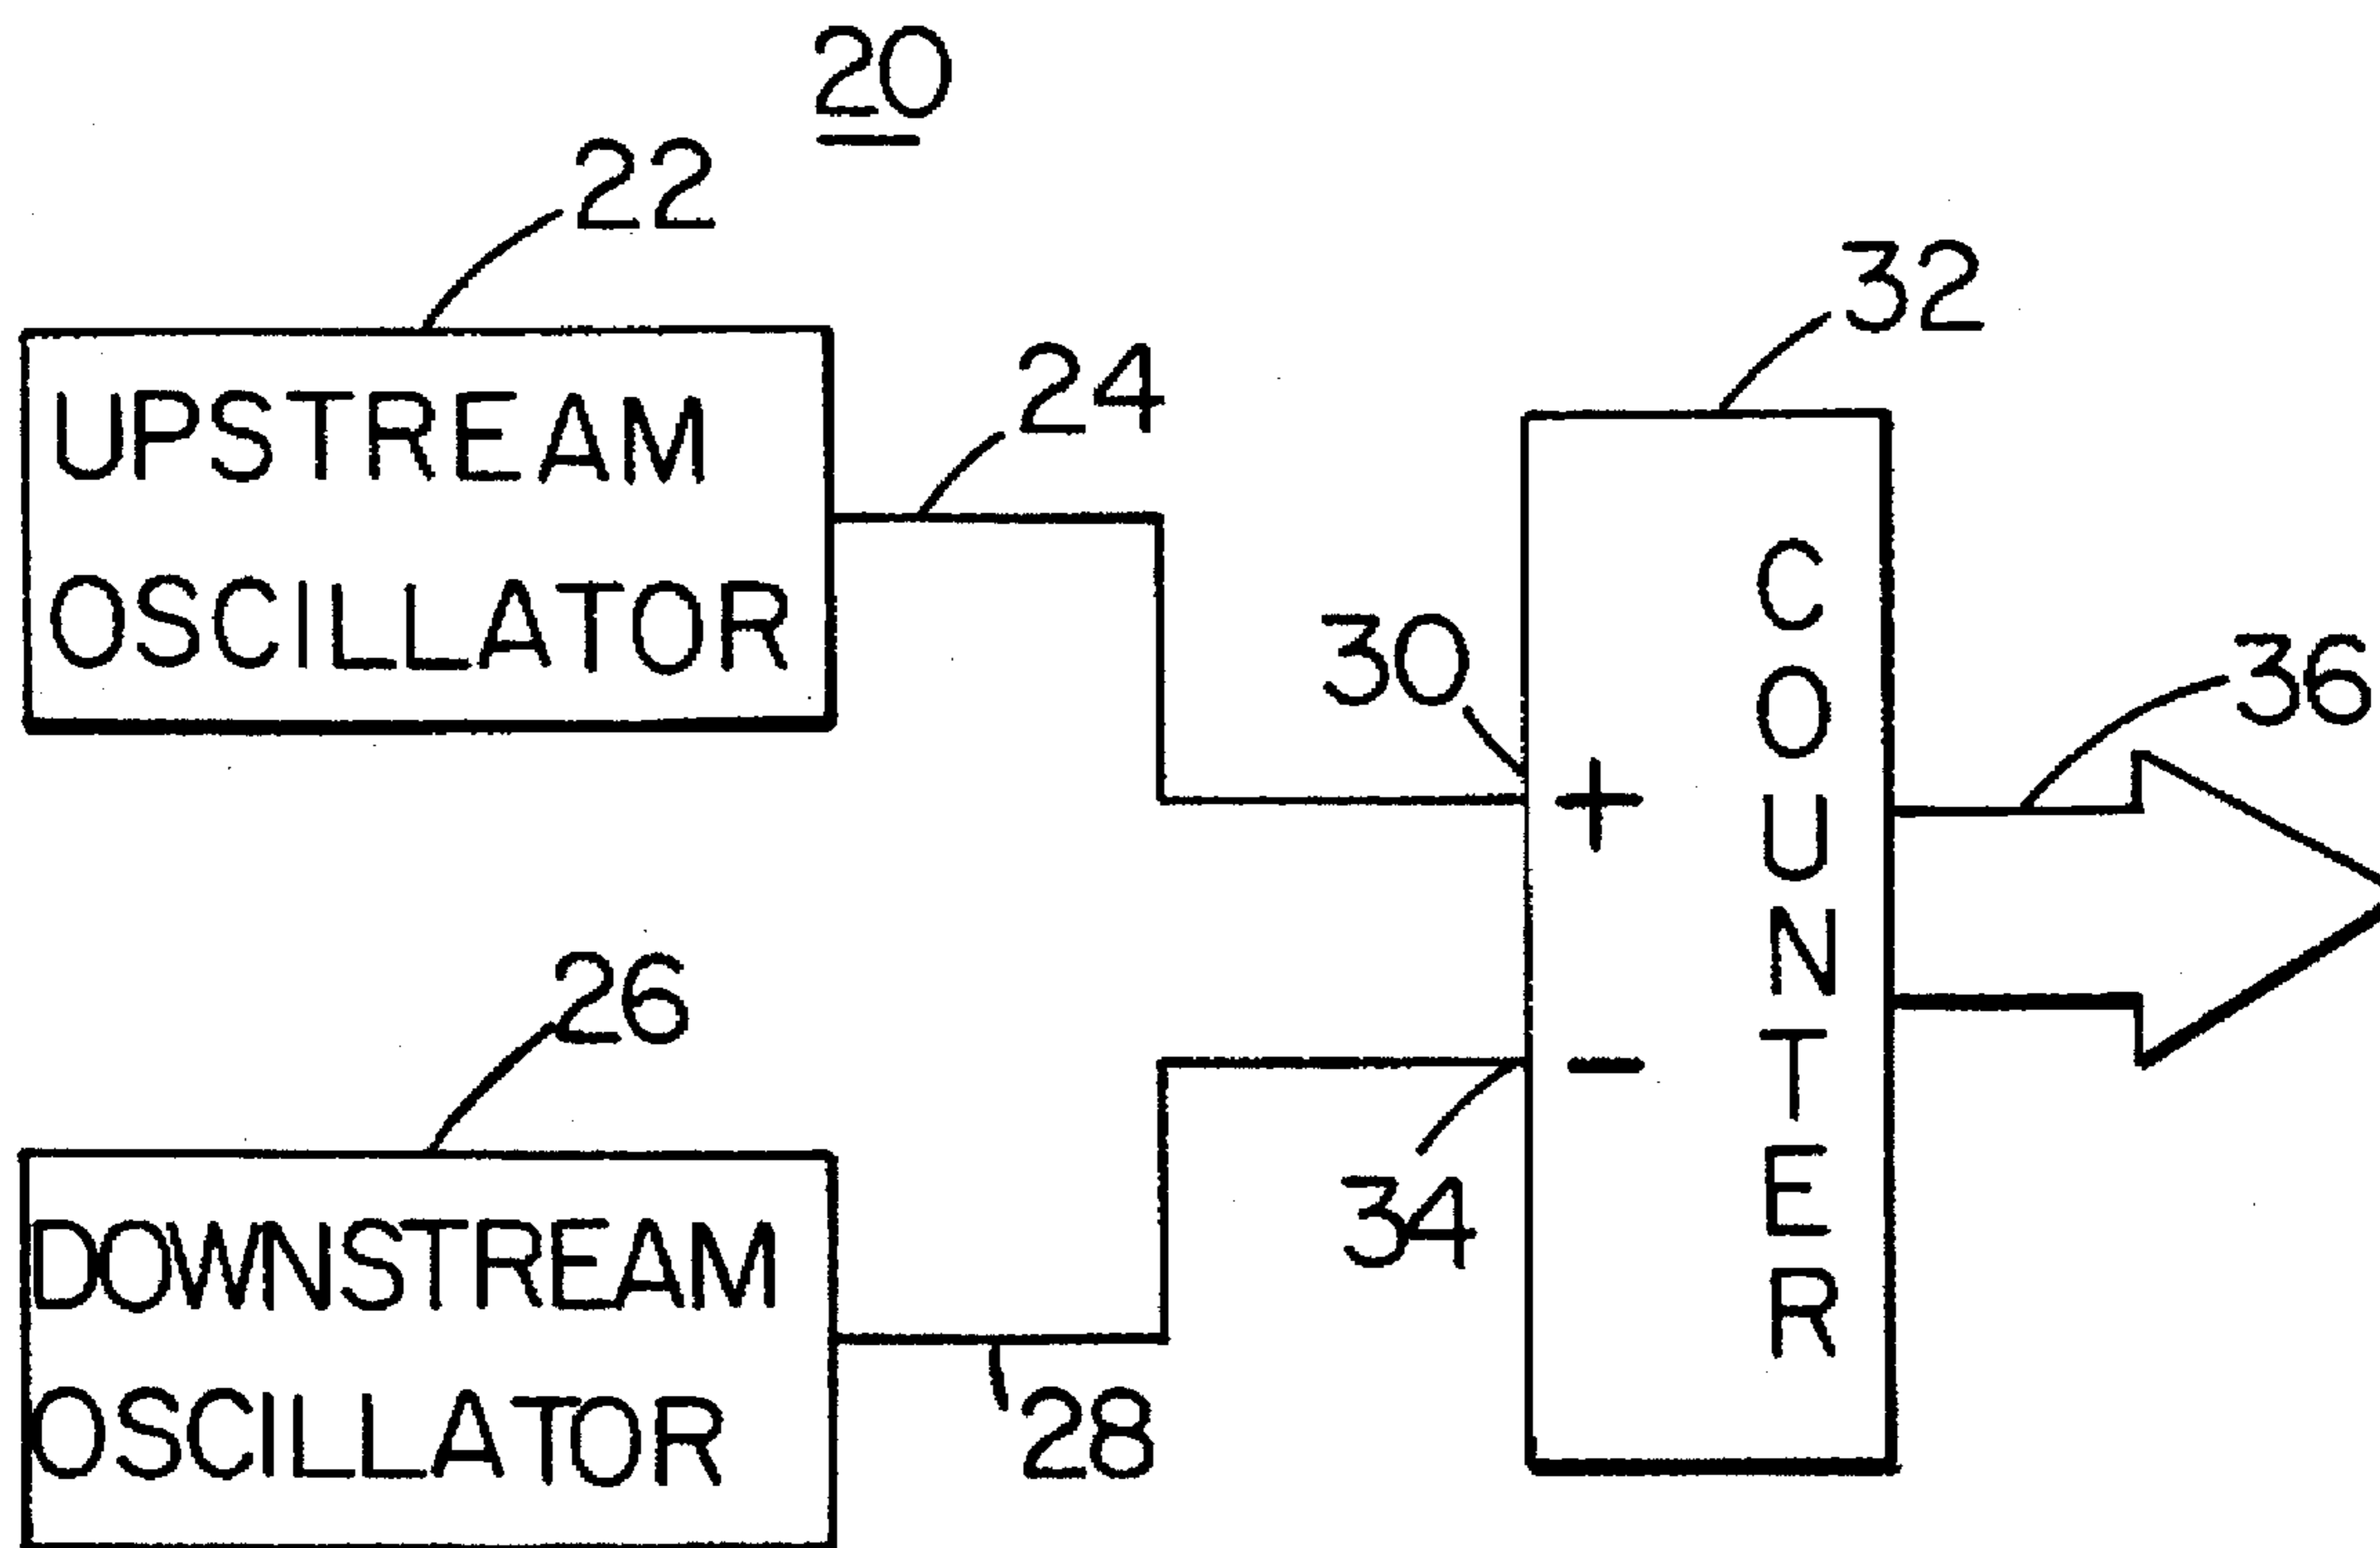 20
22
UPSTREAM
OSCILLATOR
24
26
DOWNSTREAM
OSCILLATOR
28
30
+
-
34
32
COUNTER
36